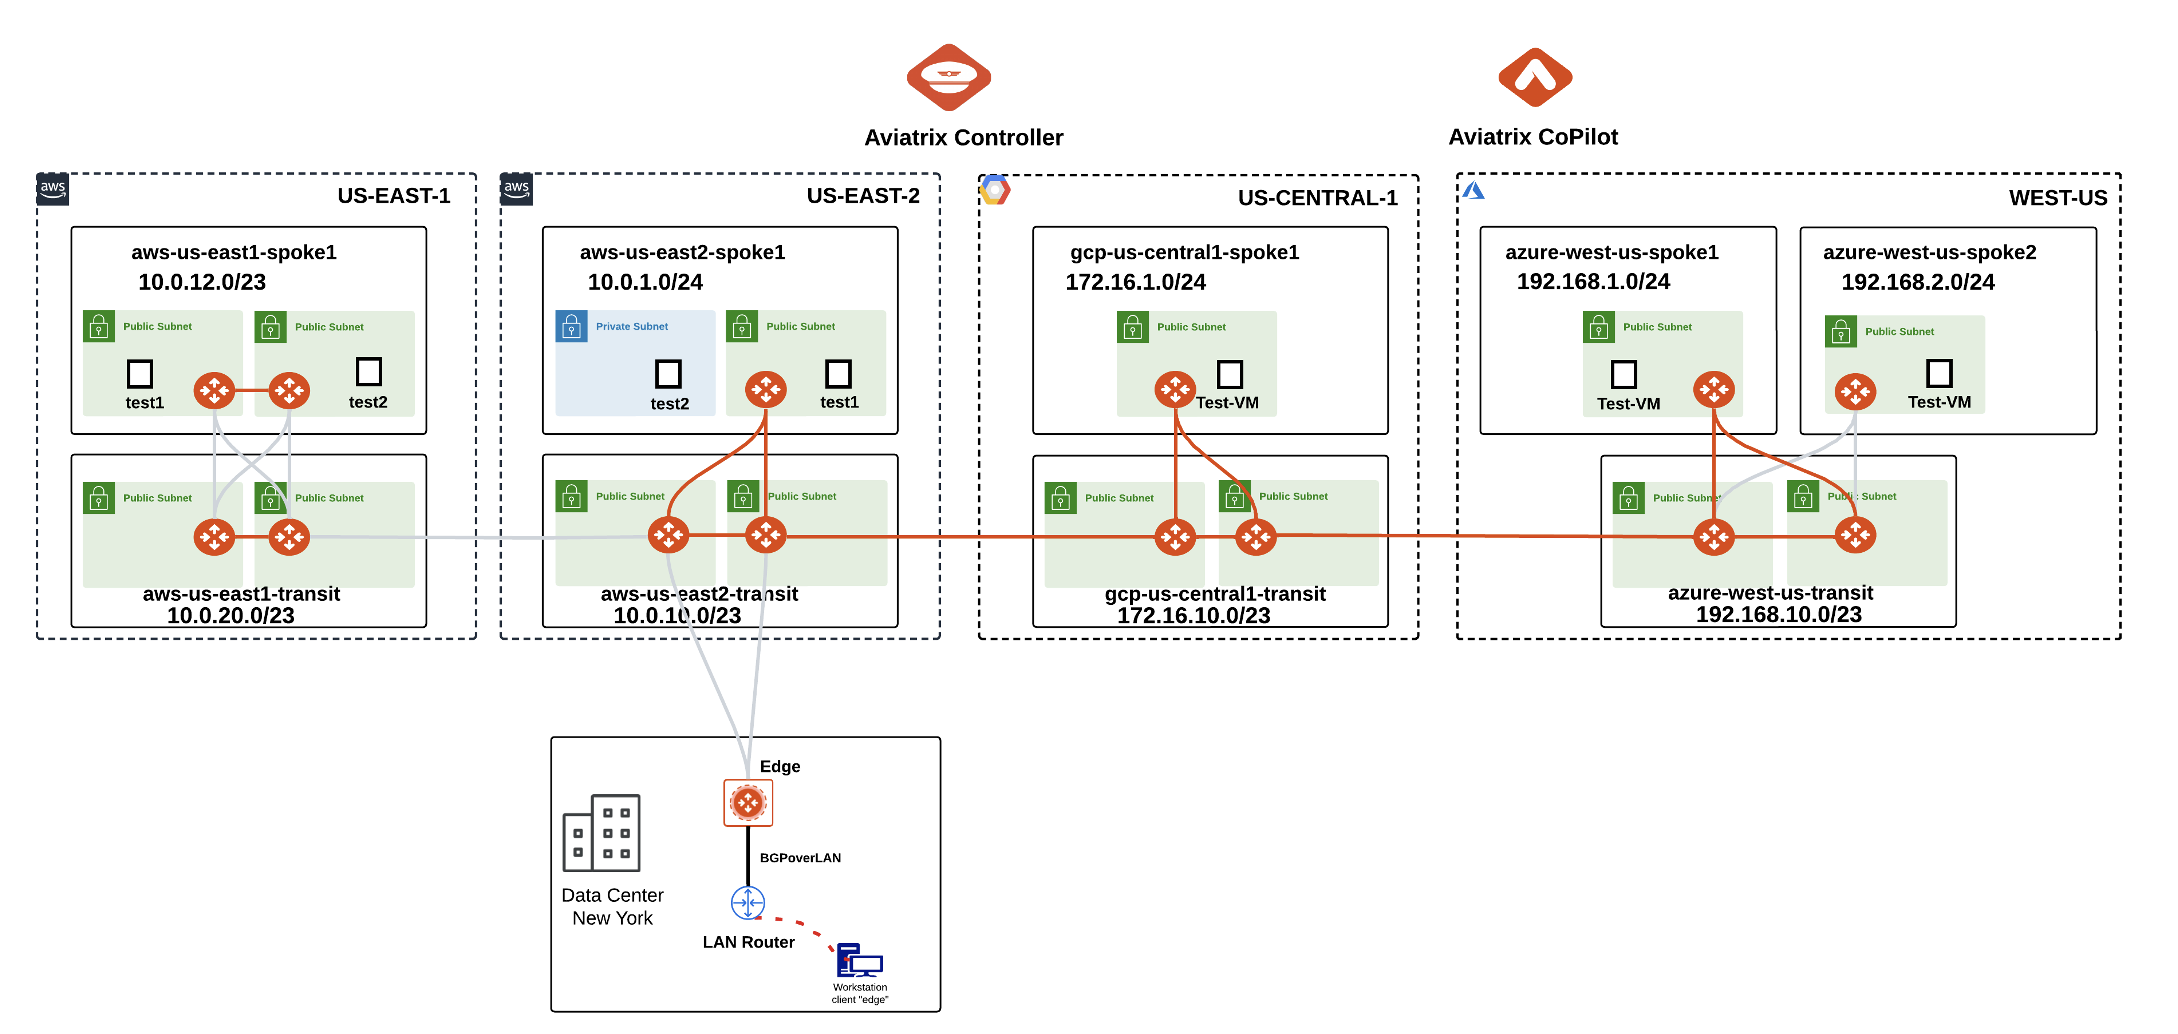 Aviatrix Controller
Aviatrix CoPilot
aws
US-EAST-1
aws-us-east1-spoke1
10.0.12.0/23
Public Subnet
Public Subnet
test1
test2
Public Subnet
Public Subnet
aws-us-east1-transit
10.0.20.0/23
aws
US-EAST-2
aws-us-east2-spoke1
10.0.1.0/24
Private Subnet
Public Subnet
test2
test1
Public Subnet
Public Subnet
aws-us-east2-transit
10.0.10.0/23
US-CENTRAL-1
gcp-us-central1-spoke1
172.16.1.0/24
Public Subnet
Test-VM
Public Subnet
Public Subnet
gcp-us-central1-transit
172.16.10.0/23
WEST-US
azure-west-us-spoke1
192.168.1.0/24
Public Subnet
Test-VM
azure-west-us-spoke2
192.168.2.0/24
Public Subnet
Test-VM
Public Subnet
Public Subnet
azure-west-us-transit
192.168.10.0/23
Edge
BGPoverLAN
Data Center
New York
LAN Router
Workstation
client "edge"